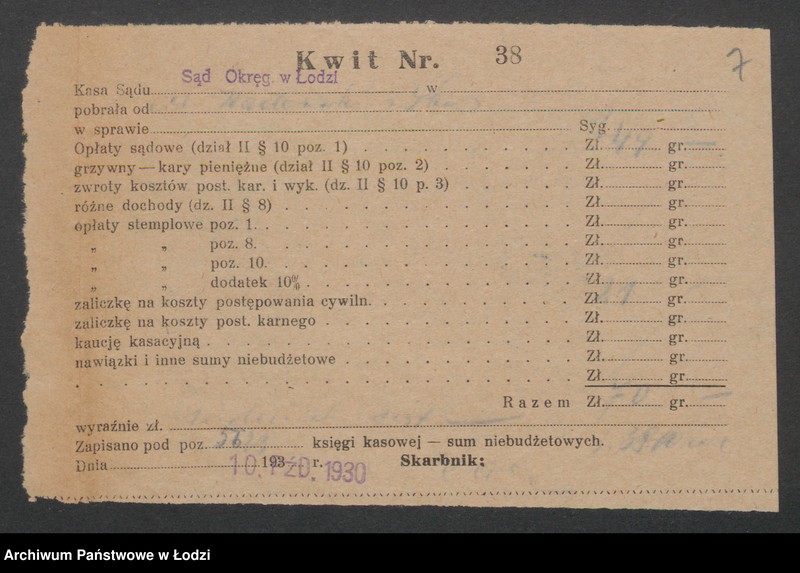 Kwit Nr. 38
7
Kasa Sądu Sąd Okręg. w Łodzi w
pobrała od
w sprawie Syg.
Opłaty sądowe (dział II § 10 poz. 1) Zł. 44 gr. —
grzywny — kary pieniężne (dział II § 10 poz. 2) Zł. gr.
zwroty kosztów post. kar. i wyk. (dz. II § 10 p. 3) Zł. gr.
różne dochody (dz. II § 8) Zł. gr.
opłaty stemplowe poz. 1. Zł. gr.
„ „ poz. 8. Zł. gr.
„ „ poz. 10. Zł. gr.
„ „ dodatek 10% Zł. gr.
zaliczkę na koszty postępowania cywiln. Zł. gr.
zaliczkę na koszty post. karnego Zł. gr.
kaucję kasacyjną Zł. gr.
nawiązki i inne sumy niebudżetowe Zł. gr.
Zł. gr.
Razem Zł. gr.
wyraźnie zł.
Zapisano pod poz. księgi kasowej — sum niebudżetowych.
Dnia 193 r. Skarbnik:
10. PŹD. 1930
Archiwum Państwowe w Łodzi